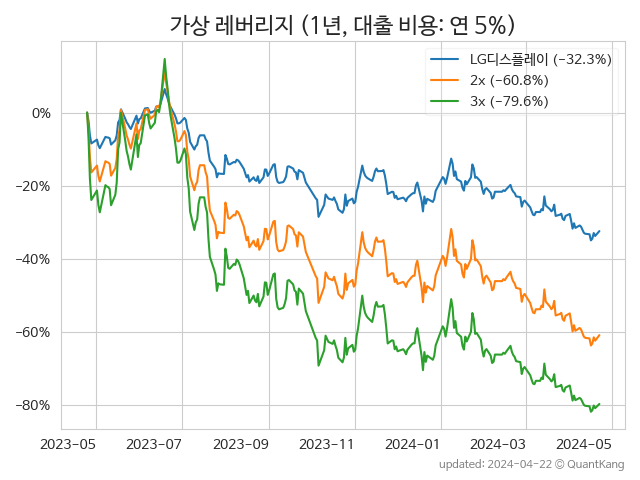 가상 레버리지 (1년, 대출 비용: 연 5%)
LG디스플레이 (−32.3%)
2x (−60.8%)
3x (−79.6%)
0%
−20%
−40%
−60%
−80%
2023−05 2023−07 2023−09 2023−11 2024−01 2024−03 2024−05
updated: 2024−04−22 © QuantKang